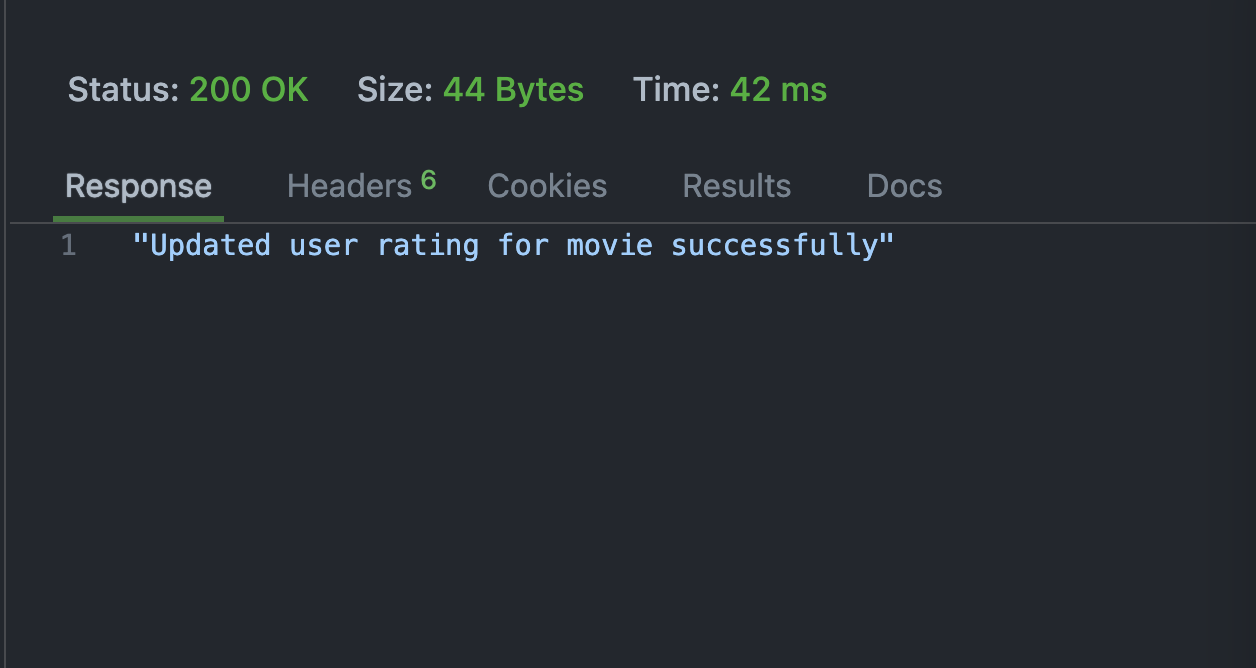 Status: 200 OK Size: 44 Bytes Time: 42 ms
Response Headers 6 Cookies Results Docs
1 "Updated user rating for movie successfully"